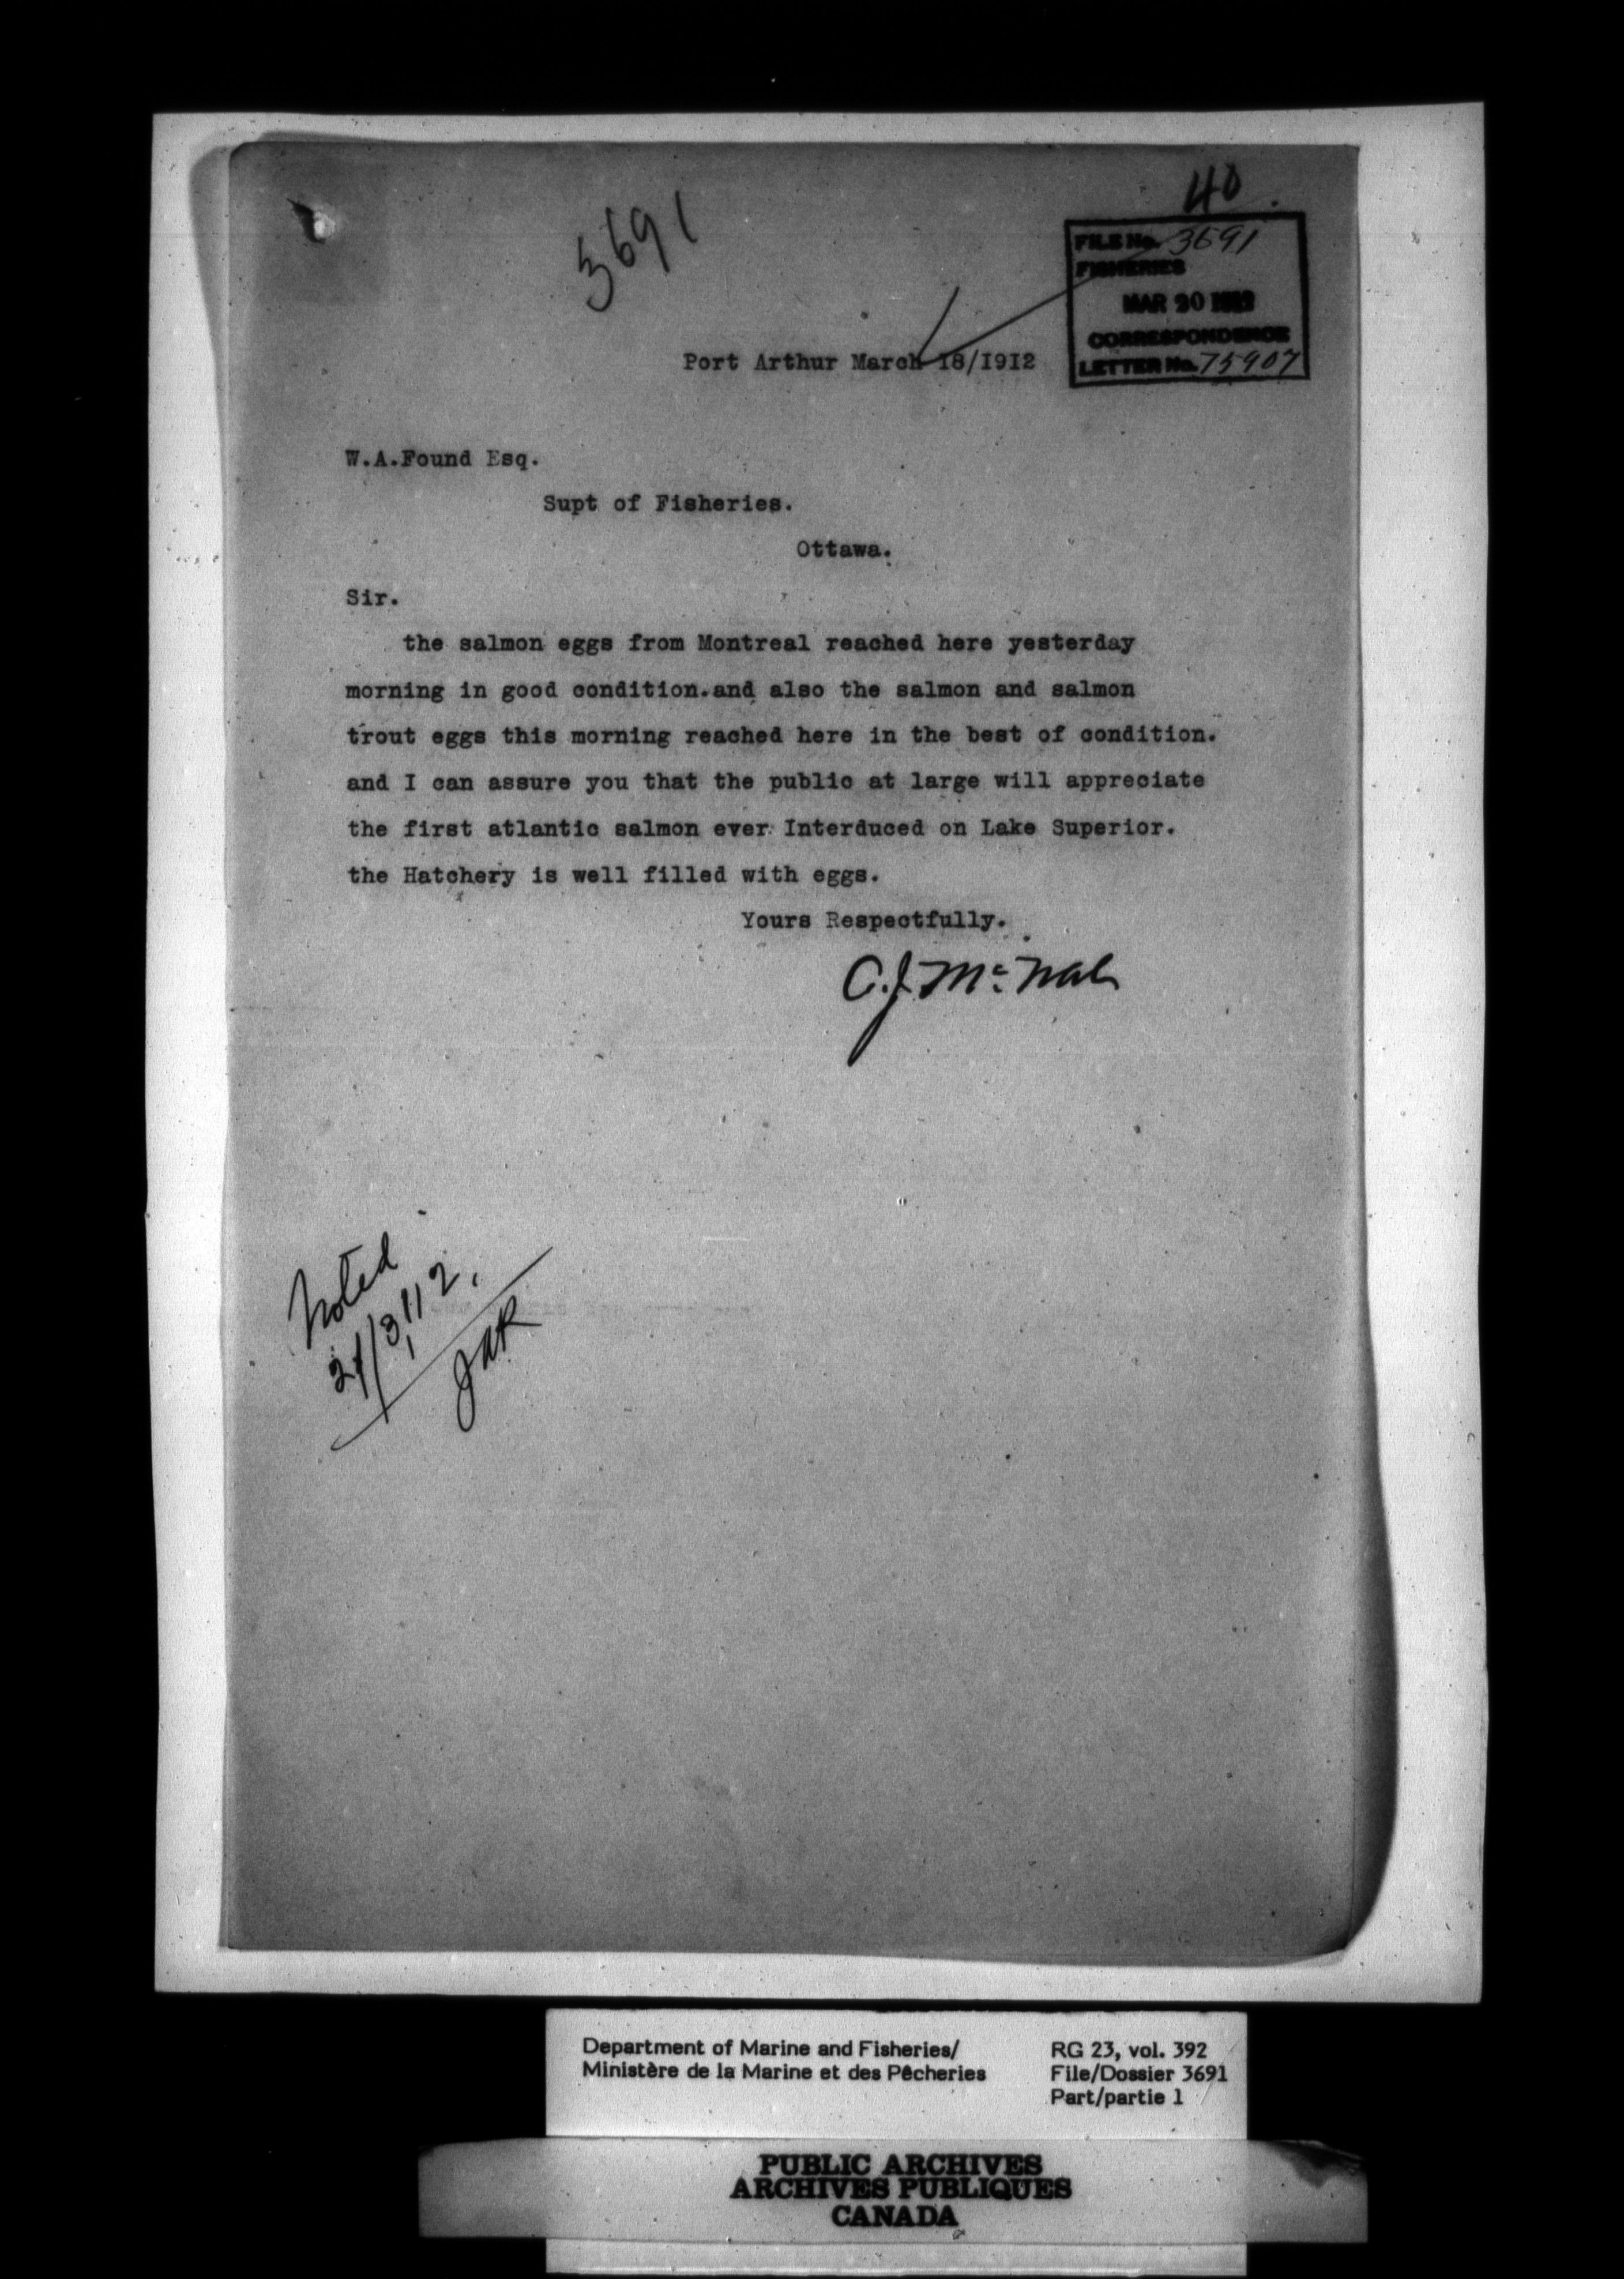 40
3691
FILE No. 3691
FISHERIES
MAR 20 1912
CORRESPONDENCE
LETTER No. 75907
Port Arthur March 18/1912
W.A.Found Esq.
Supt of Fisheries.
Ottawa.
Sir.
the salmon eggs from Montreal reached here yesterday
morning in good condition.and also the salmon and salmon
trout eggs this morning reached here in the best of condition.
and I can assure you that the public at large will appreciate
the first atlantic salmon ever Interduced on Lake Superior.
the Hatchery is well filled with eggs.
Yours Respectfully.
C.J. Mc Nab
Noted
21/3/12.
Department of Marine and Fisheries/
Ministère de la Marine et des Pêcheries
RG 23, vol. 392
File/Dossier 3691
Part/partie 1
PUBLIC ARCHIVES
ARCHIVES PUBLIQUES
CANADA